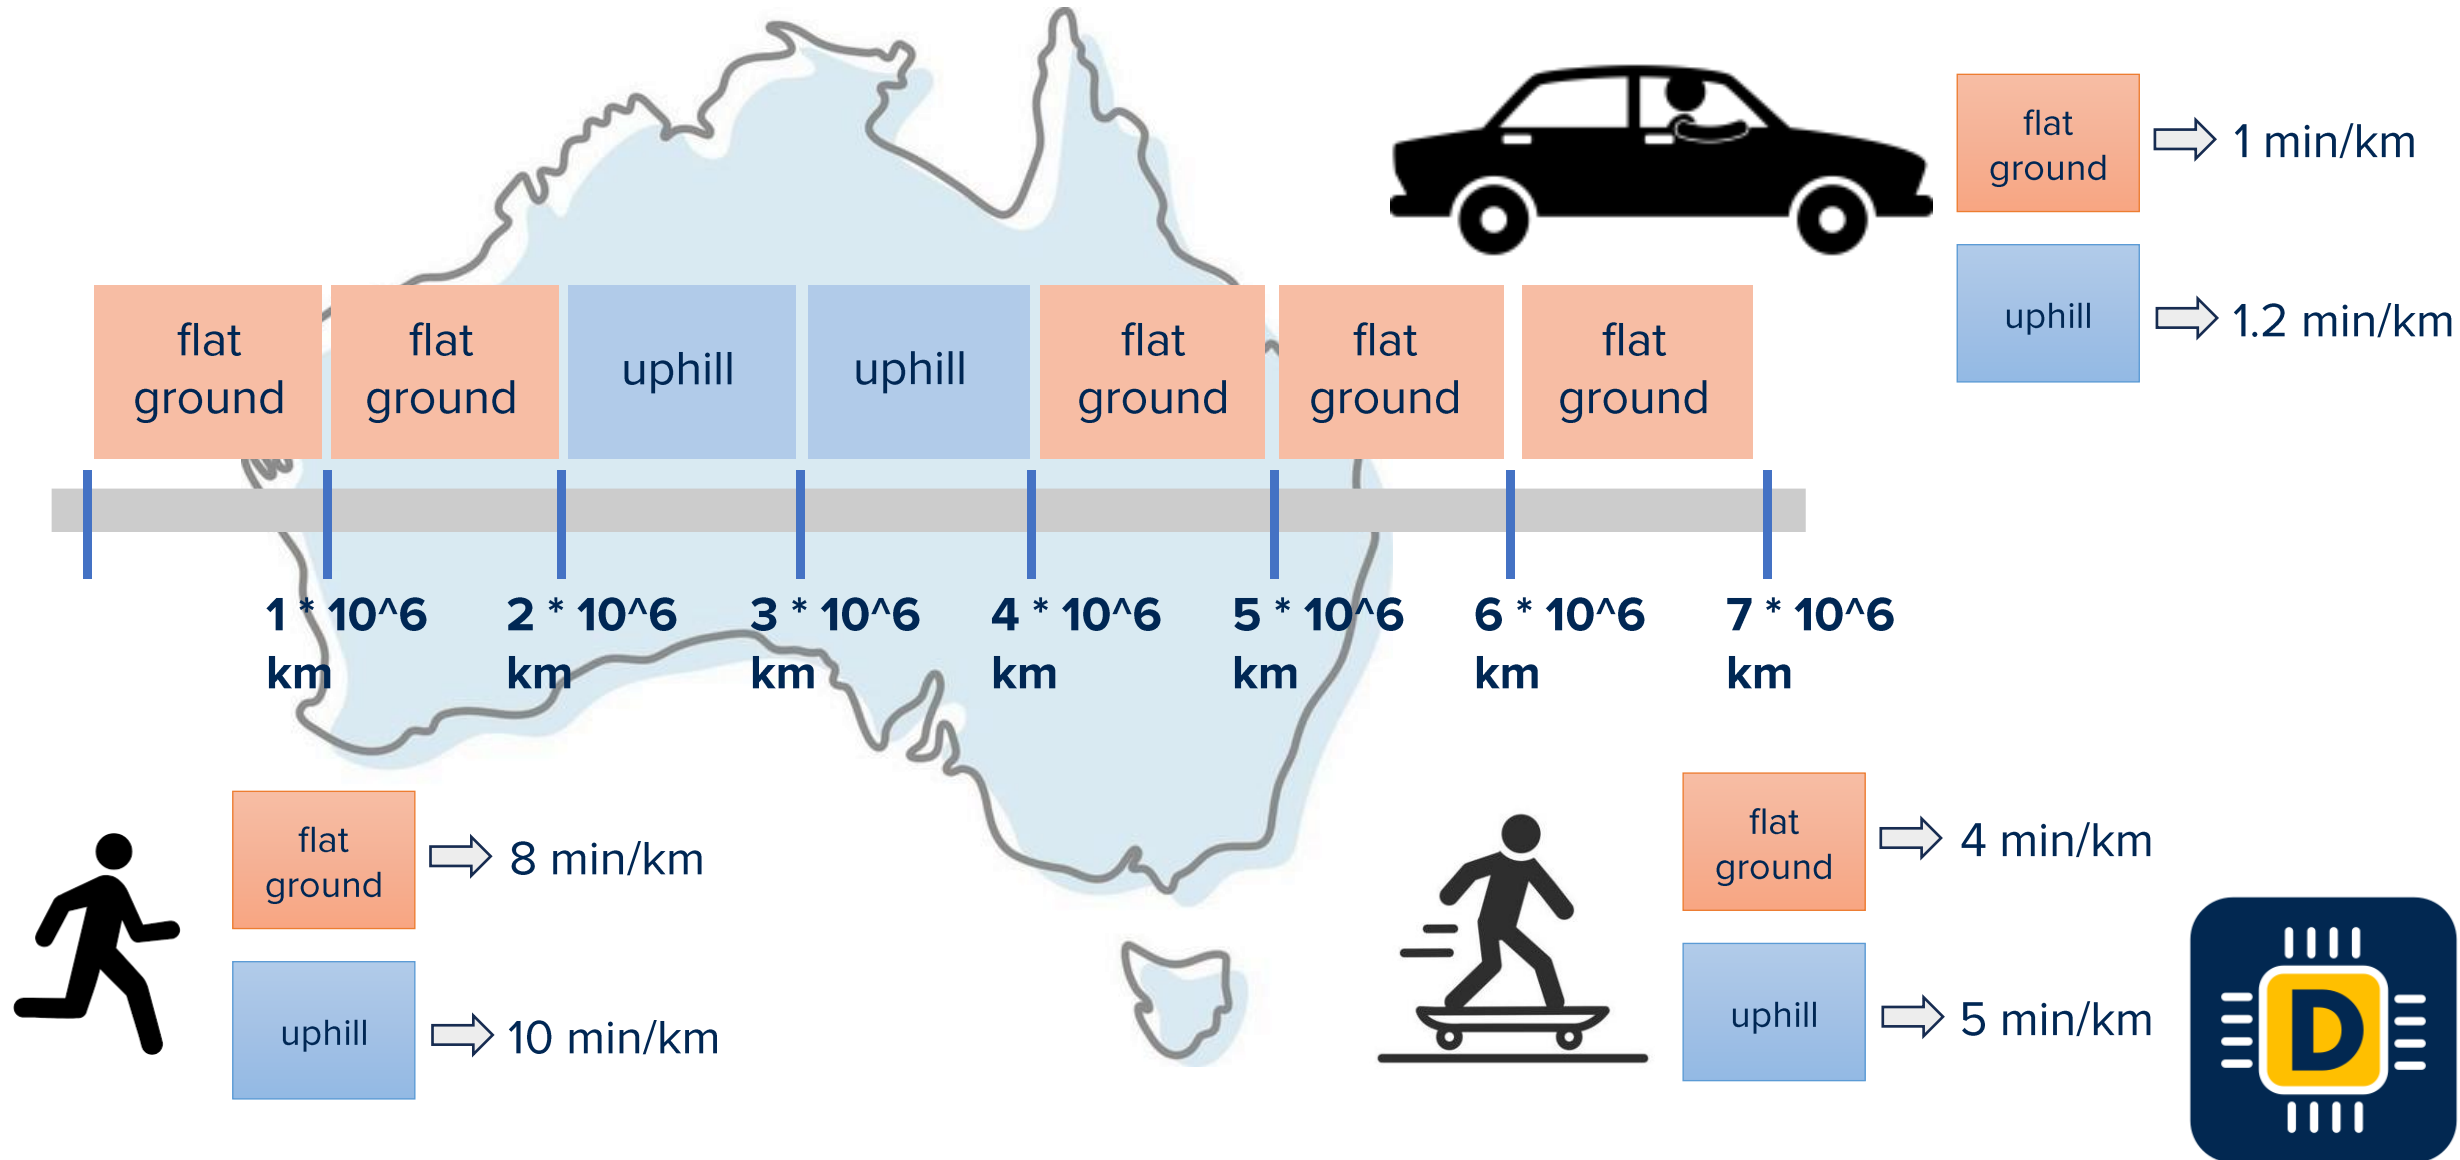 flat
ground
1 min/km
uphill
1.2 min/km
flat
ground
flat
ground
uphill
uphill
flat
ground
flat
ground
flat
ground
1 * 10^6
km
2 * 10^6
km
3 * 10^6
km
4 * 10^6
km
5 * 10^6
km
6 * 10^6
km
7 * 10^6
km
flat
ground
8 min/km
uphill
10 min/km
flat
ground
4 min/km
uphill
5 min/km
D